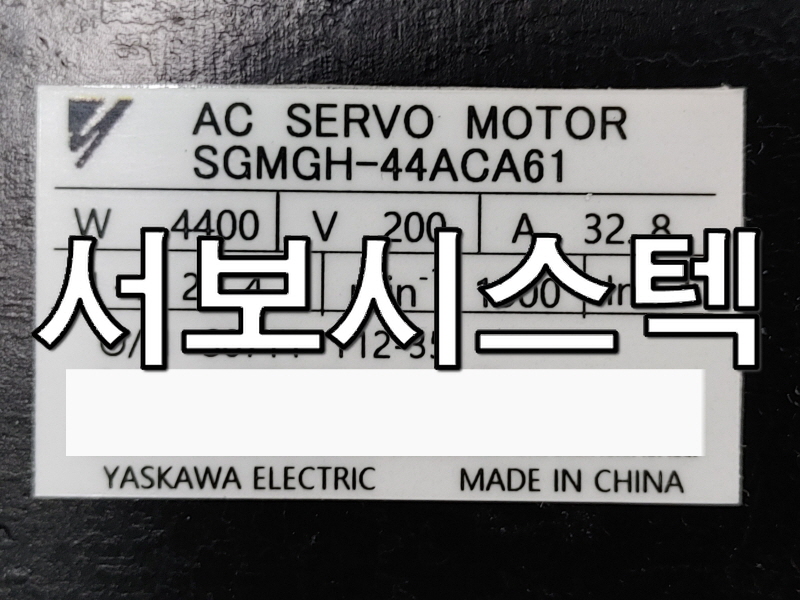 AC SERVO MOTOR
SGMGH-44ACA61
W 4400 V 200 A 32.8
서보시스텍
YASKAWA ELECTRIC MADE IN CHINA